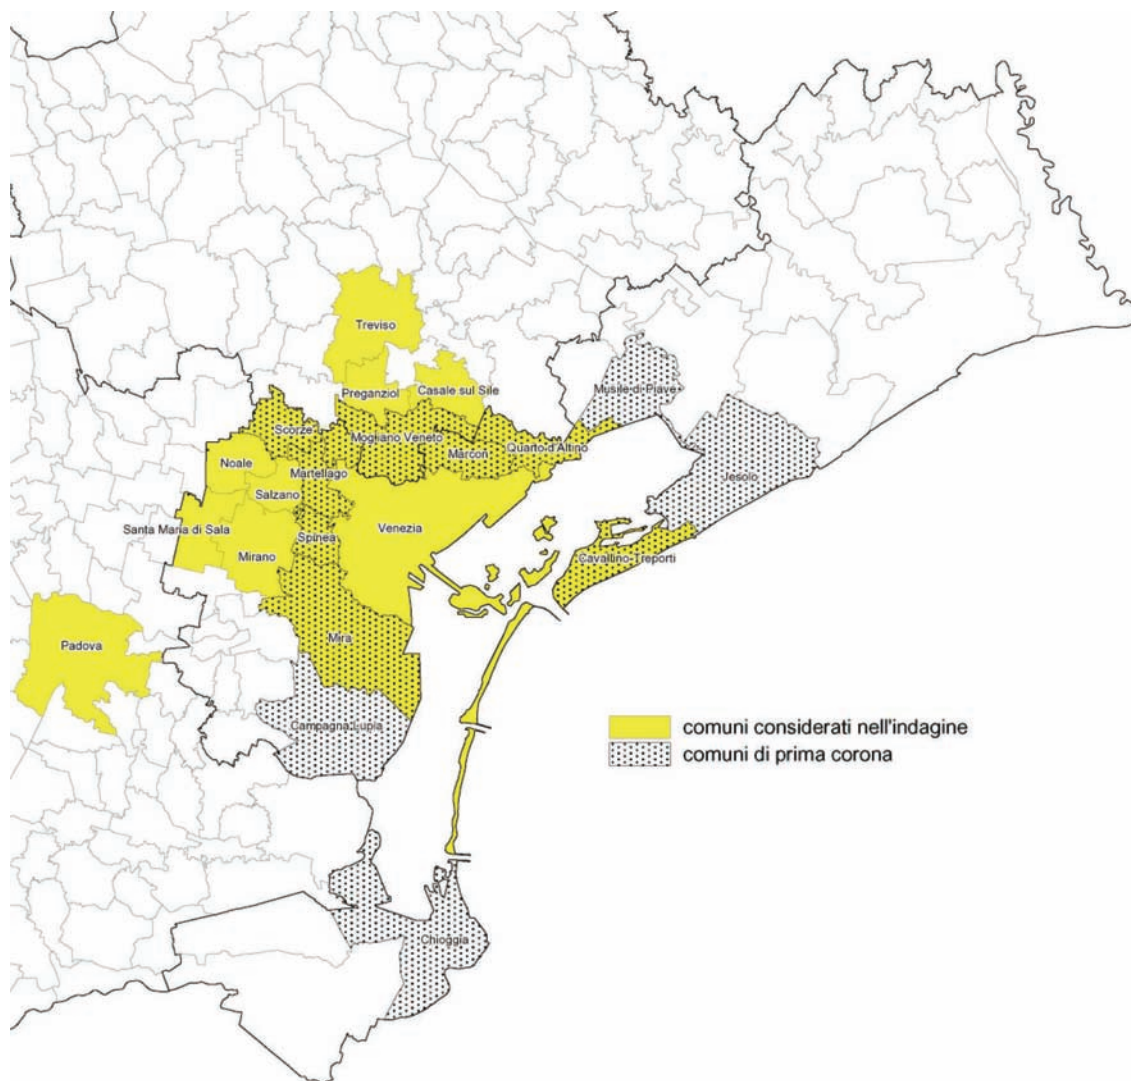 Treviso
Preganziol
Casale sul Sile
Musile di Piave
Scorze
Mogliano Veneto
Quarto d'Altino
Marcon
Noale
Martellago
Jesolo
Salzano
Santa Maria di Sala
Venezia
Spinea
Mirano
Cavallino-Treporti
Mira
Padova
Campagna Lupia
comuni considerati nell'indagine
comuni di prima corona
Chioggia